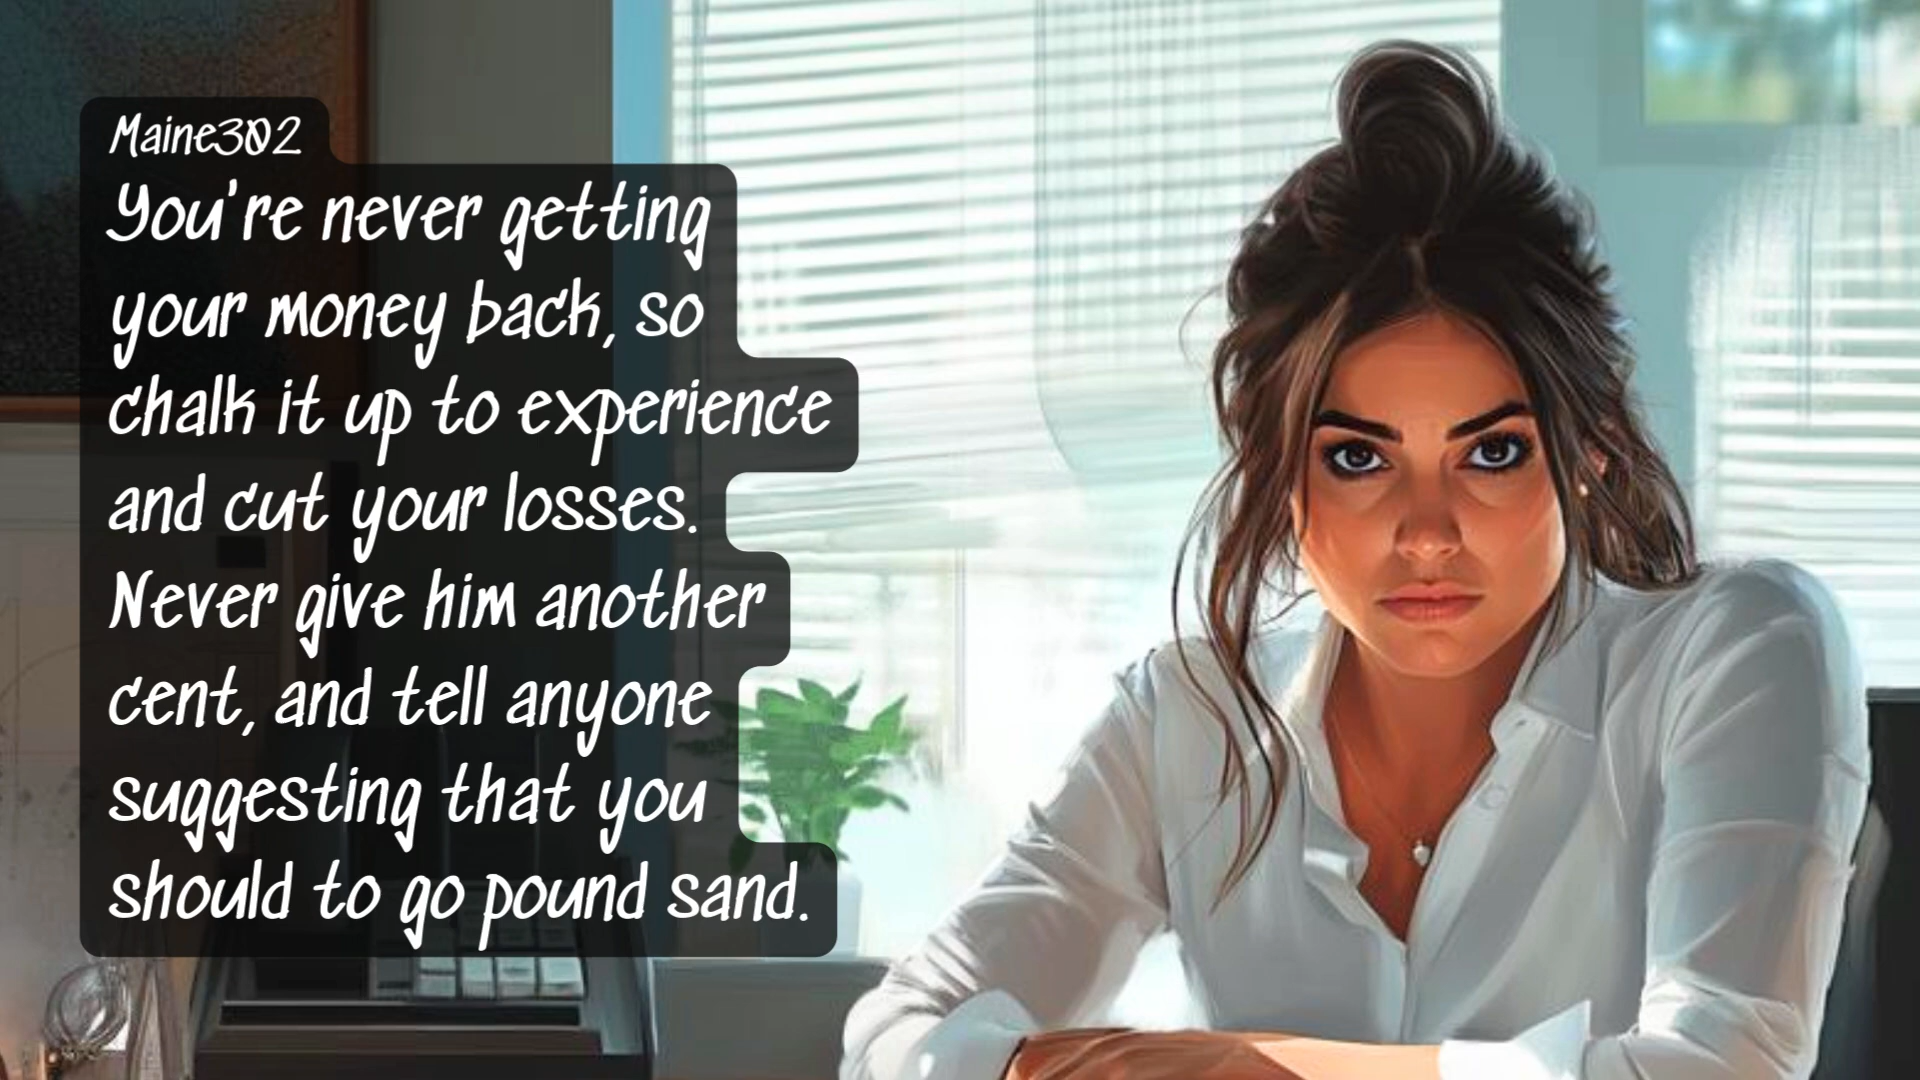 Maine302
You're never getting
your money back, so
chalk it up to experience
and cut your losses.
Never give him another
cent, and tell anyone
suggesting that you
should to go pound sand.